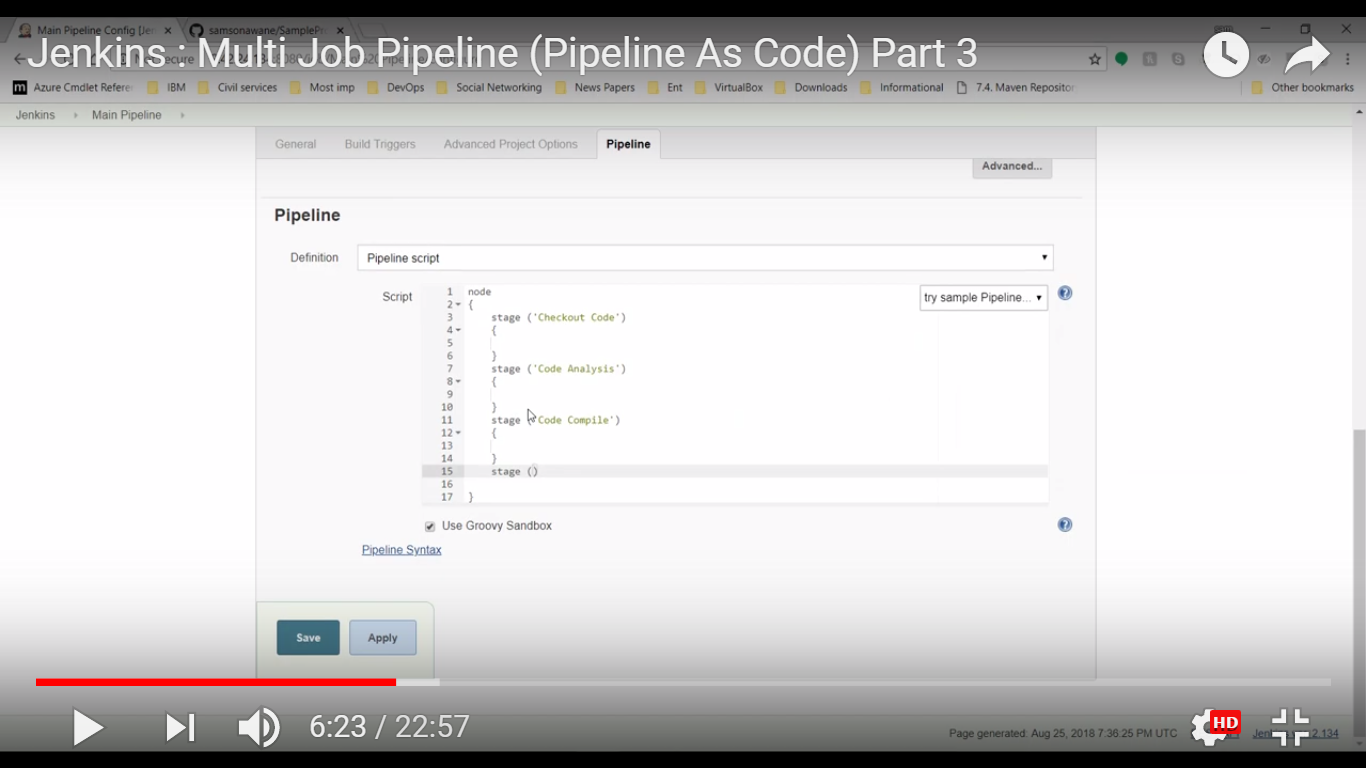 Main Pipeline Config [Jen
samsonawane/SamplePr
Jenkins : Multi Job Pipeline (Pipeline As Code) Part 3
Azure Cmdlet Refere
IBM
Civil services
Most imp
DevOps
Social Networking
News Papers
Ent
VirtualBox
Downloads
Informational
7.4. Maven Repositor
Other bookmarks
Jenkins
Main Pipeline
General
Build Triggers
Advanced Project Options
Pipeline
Advanced...
Pipeline
Definition
Pipeline script
Script
try sample Pipeline...
1 node
2 {
3 stage ('Checkout Code')
4 {
5
6 }
7 stage ('Code Analysis')
8 {
9
10 }
11 stage ('Code Compile')
12 {
13
14 }
15 stage ()
16
17 }
Use Groovy Sandbox
Pipeline Syntax
Save
Apply
6:23 / 22:57
HD
Page generated: Aug 25, 2018 7:36:25 PM UTC